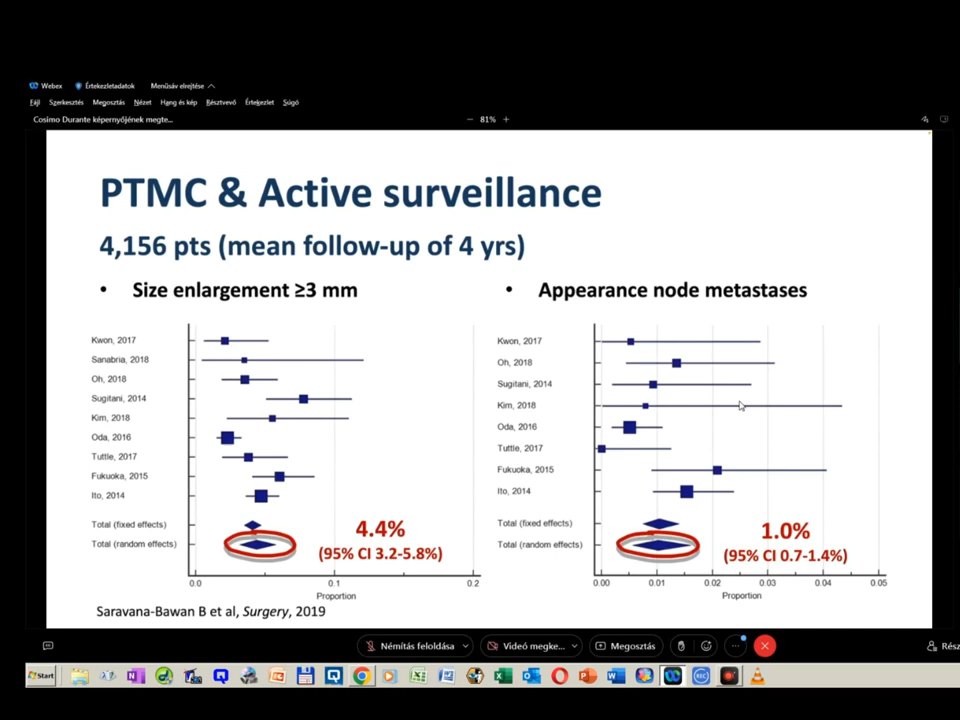 Webex Értekezletadatok Menüsáv elrejtése
Fájl Szerkesztés Megosztás Nézet Hang és kép Résztvevő Értekezlet Súgó
Cosimo Durante képernyőjének megte... − 81% +
PTMC & Active surveillance
4,156 pts (mean follow-up of 4 yrs)
• Size enlargement ≥3 mm
Kwon, 2017
Sanabria, 2018
Oh, 2018
Sugitani, 2014
Kim, 2018
Oda, 2016
Tuttle, 2017
Fukuoka, 2015
Ito, 2014
Total (fixed effects)
Total (random effects)
4.4%
(95% CI 3.2-5.8%)
0.0 0.1 0.2
Proportion
• Appearance node metastases
Kwon, 2017
Oh, 2018
Sugitani, 2014
Kim, 2018
Oda, 2016
Tuttle, 2017
Fukuoka, 2015
Ito, 2014
Total (fixed effects)
Total (random effects)
1.0%
(95% CI 0.7-1.4%)
0.00 0.01 0.02 0.03 0.04 0.05
Proportion
Saravana-Bawan B et al, Surgery, 2019
Némítás feloldása Videó megke... Megosztás Rész
Start